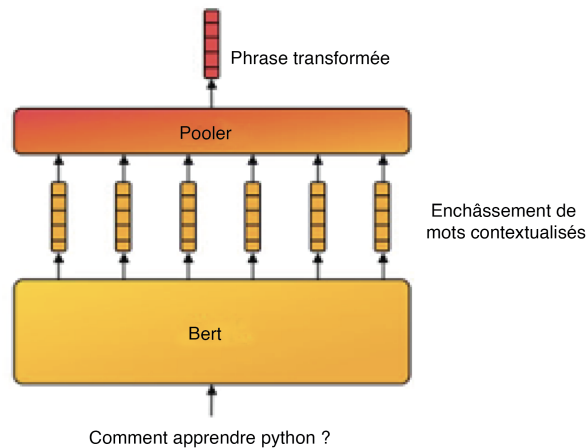 Phrase transformée
Pooler
Enchâssement de
mots contextualisés
Bert
Comment apprendre python ?